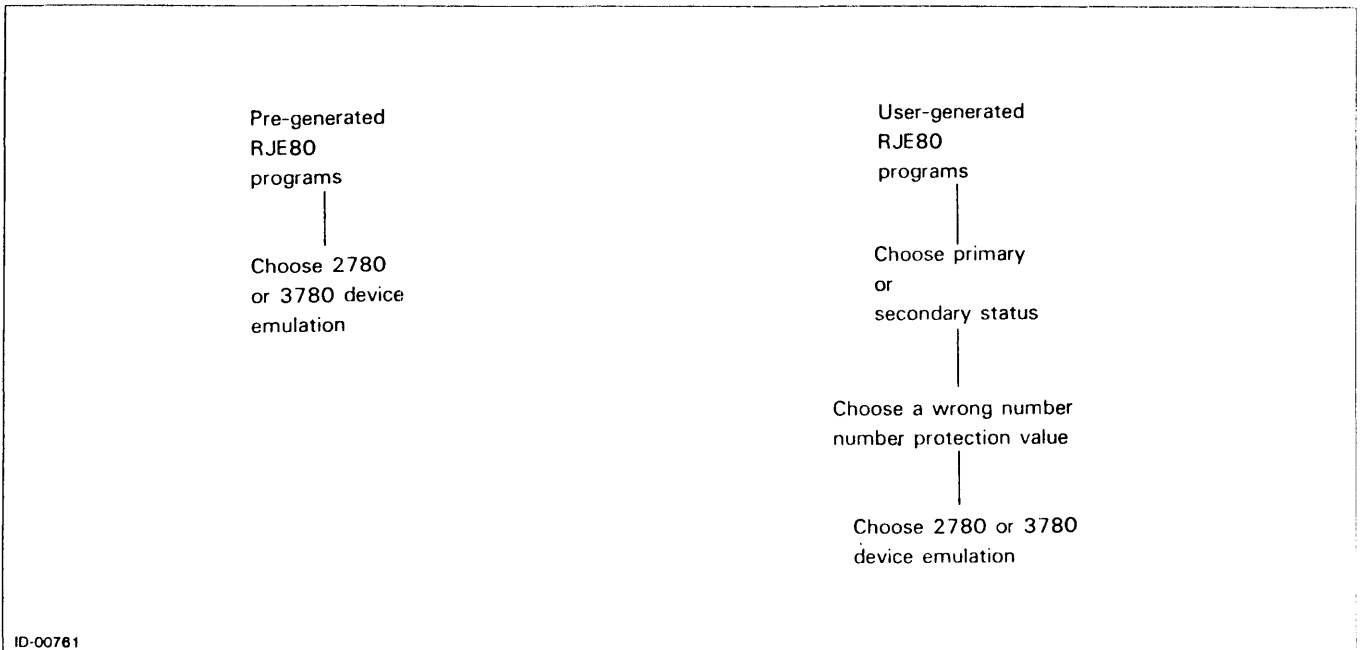 Pre-generated
RJE80
programs
Choose 2780
or 3780 device
emulation
User-generated
RJE80
programs
Choose primary
or
secondary status
Choose a wrong number
number protection value
Choose 2780 or 3780
device emulation
ID-00761